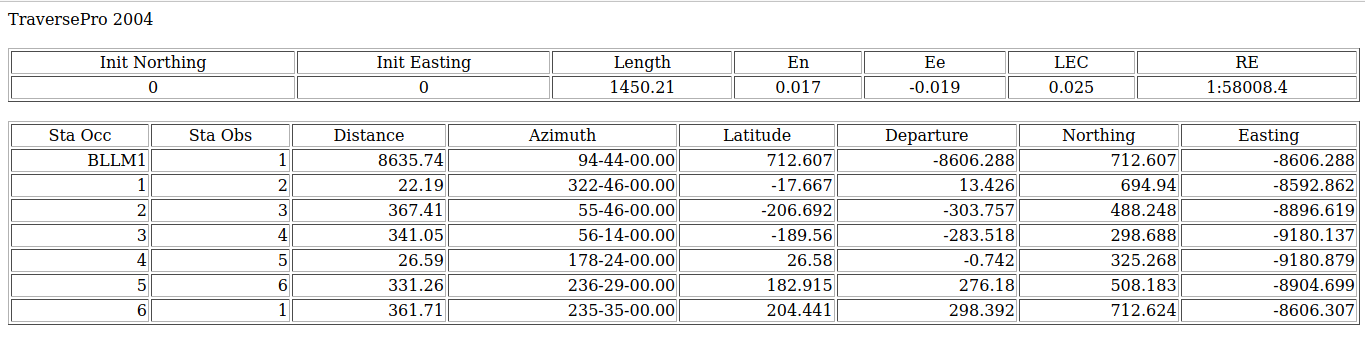 TraversePro 2004
Init Northing Init Easting Length En Ee LEC RE
0 0 1450.21 0.017 -0.019 0.025 1:58008.4
Sta Occ Sta Obs Distance Azimuth Latitude Departure Northing Easting
BLLM1 1 8635.74 94-44-00.00 712.607 -8606.288 712.607 -8606.288
1 2 22.19 322-46-00.00 -17.667 13.426 694.94 -8592.862
2 3 367.41 55-46-00.00 -206.692 -303.757 488.248 -8896.619
3 4 341.05 56-14-00.00 -189.56 -283.518 298.688 -9180.137
4 5 26.59 178-24-00.00 26.58 -0.742 325.268 -9180.879
5 6 331.26 236-29-00.00 182.915 276.18 508.183 -8904.699
6 1 361.71 235-35-00.00 204.441 298.392 712.624 -8606.307